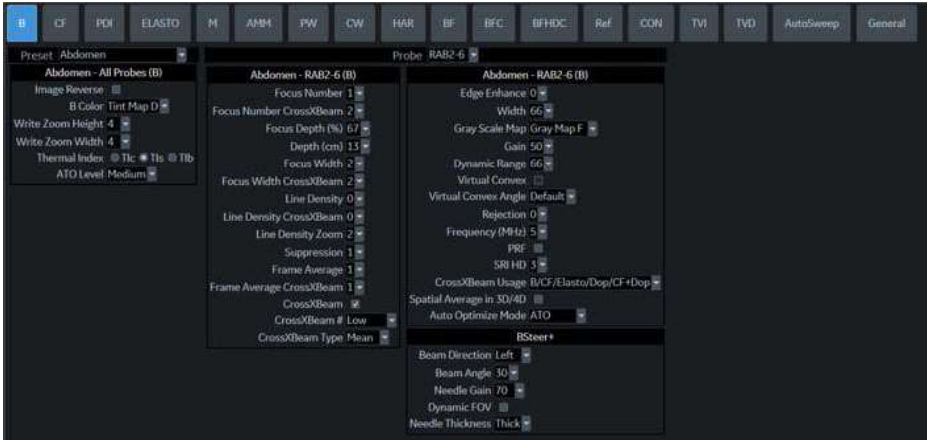 B CF PDI ELASTO M AMM PW CW HAR BF BFC BFHDC Ref CON TVI TVD AutoSweep General
Preset Abdomen
Probe RAB2-6
Abdomen - All Probes (B)
Image Reverse
B Color Tint Map D
Write Zoom Height 4
Write Zoom Width 4
Thermal Index TIc TIs TIb
ATO Level Medium
Abdomen - RAB2-6 (B)
Focus Number 1
Focus Number CrossXBeam 2
Focus Depth (%) 67
Depth (cm) 13
Focus Width 2
Focus Width CrossXBeam 2
Line Density 0
Line Density CrossXBeam 0
Line Density Zoom 2
Suppression 1
Frame Average 1
Frame Average CrossXBeam 1
CrossXBeam
CrossXBeam # Low
CrossXBeam Type Mean
Abdomen - RAB2-6 (B)
Edge Enhance 0
Width 66
Gray Scale Map Gray Map F
Gain 50
Dynamic Range 66
Virtual Convex
Virtual Convex Angle Default
Rejection 0
Frequency (MHz) 5
PRF
SRI HD 3
CrossXBeam Usage B/CF/Elasto/Dop/CF+Dop
Spatial Average in 3D/4D
Auto Optimize Mode ATO
BSteer+
Beam Direction Left
Beam Angle 30
Needle Gain 70
Dynamic FOV
Needle Thickness Thick